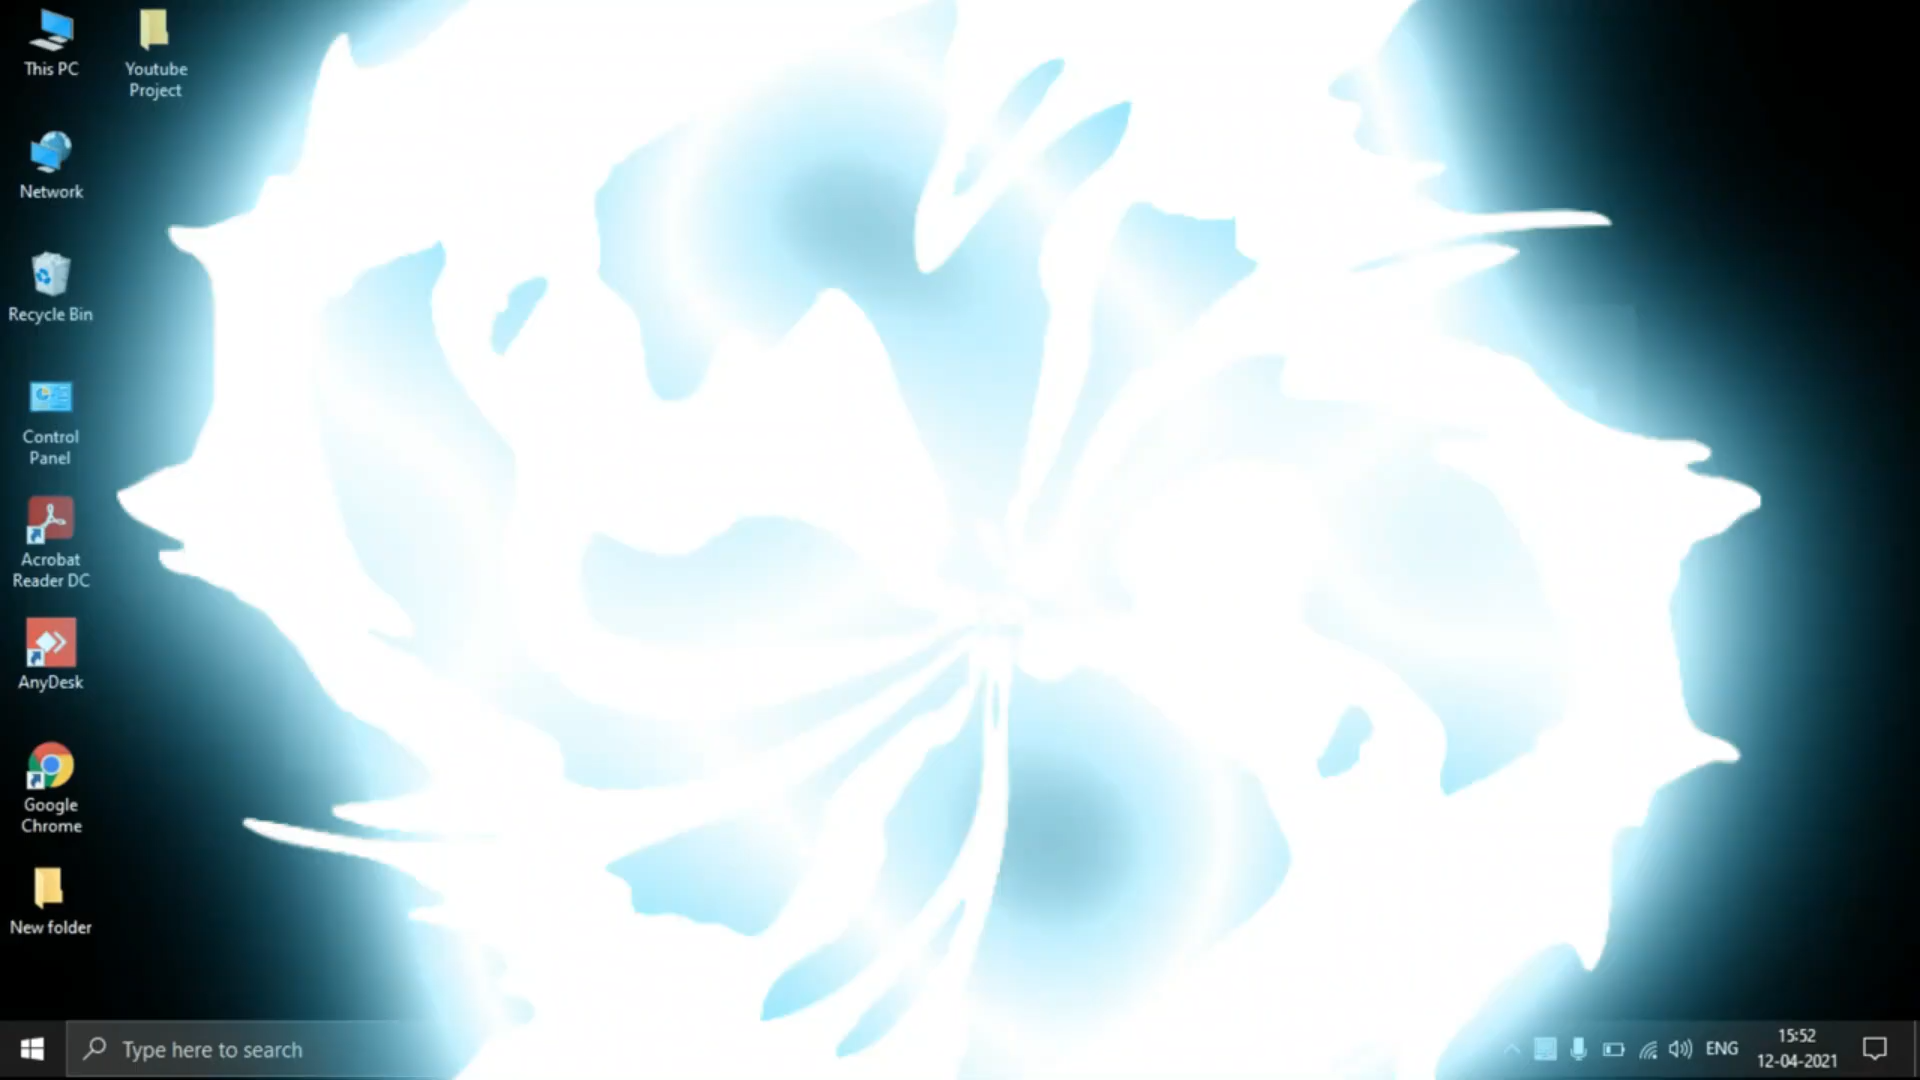 This PC
Youtube
Project
Network
Recycle Bin
Control
Panel
Acrobat
Reader DC
AnyDesk
Google
Chrome
New folder
Type here to search
ENG
15:52
12-04-2021